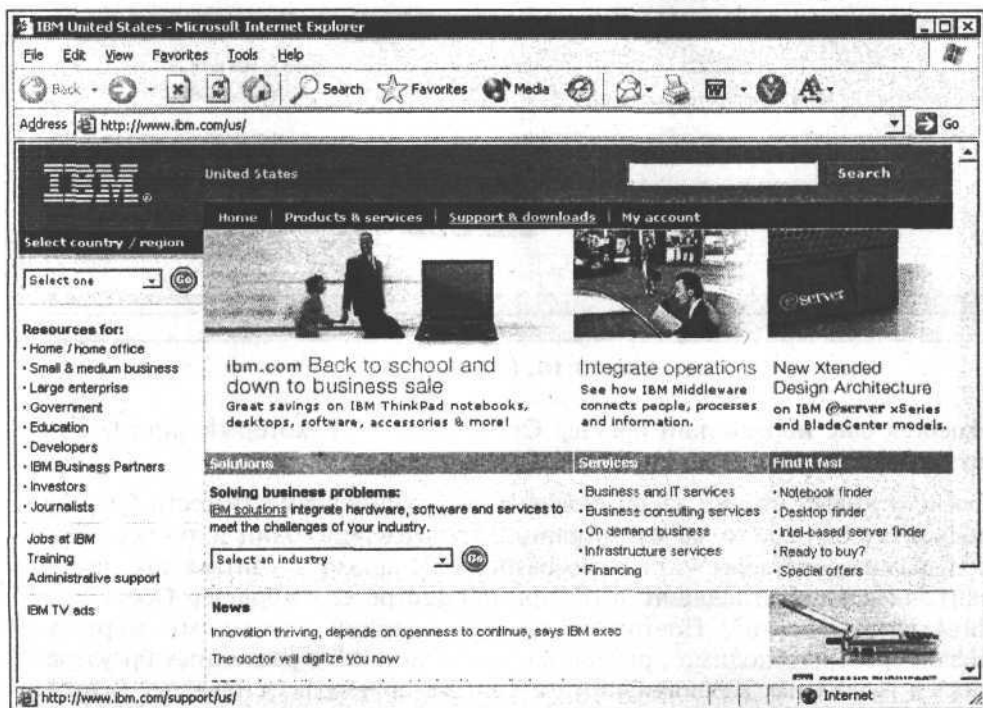 IBM United States - Microsoft Internet Explorer
File Edit View Favorites Tools Help
Back Search Favorites Media
Address http://www.ibm.com/us/ Go
IBM®
United States
Search
Home Products & services Support & downloads My account
Select country / region
Select one Go
Resources for:
· Home / home office
· Small & medium business
· Large enterprise
· Government
· Education
· Developers
· IBM Business Partners
· Investors
· Journalists
Jobs at IBM
Training
Administrative support
IBM TV ads
ibm.com Back to school and
down to business sale
Great savings on IBM ThinkPad notebooks,
desktops, software, accessories & more!
Integrate operations
See how IBM Middleware
connects people, processes
and information.
@server
New Xtended
Design Architecture
on IBM @server xSeries
and BladeCenter models.
Solutions
Solving business problems:
IBM solutions integrate hardware, software and services to
meet the challenges of your industry.
Select an industry Go
Services
· Business and IT services
· Business consulting services
· On demand business
· Infrastructure services
· Financing
Find it fast
· Notebook finder
· Desktop finder
· Intel-based server finder
· Ready to buy?
· Special offers
News
Innovation thriving, depends on openness to continue, says IBM exec
The doctor will digitize you now
DEMAND BUSINESS
http://www.ibm.com/support/us/ Internet